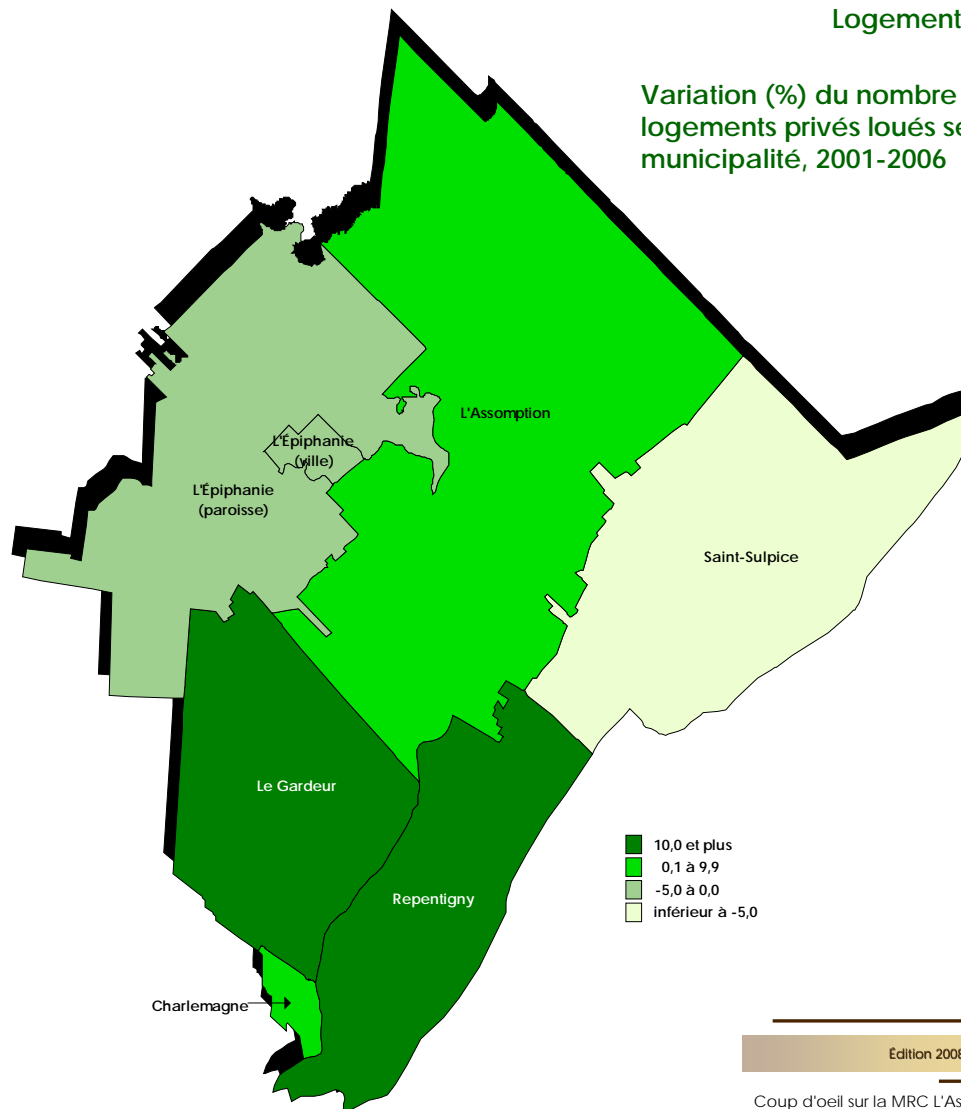 Logement
Variation (%) du nombre
logements privés loués se
municipalité, 2001-2006
L'Assomption
L'Épiphanie
(ville)
L'Épiphanie
(paroisse)
Saint-Sulpice
Le Gardeur
10,0 et plus
0,1 à 9,9
-5,0 à 0,0
inférieur à -5,0
Repentigny
Charlemagne
Édition 2008
Coup d'oeil sur la MRC L'As